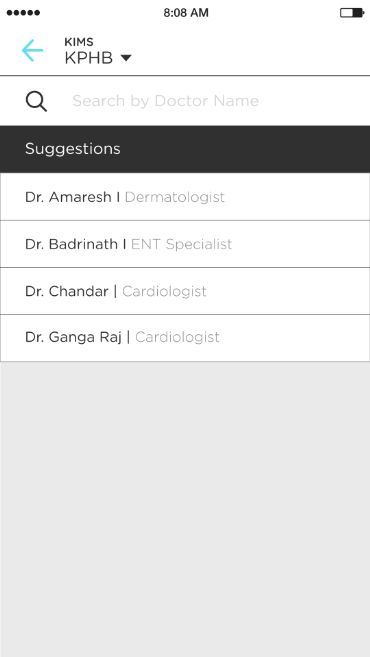 8:08 AM
KIMS
KPHB
Search by Doctor Name
Suggestions
Dr. Amaresh I Dermatologist
Dr. Badrinath I ENT Specialist
Dr. Chandar | Cardiologist
Dr. Ganga Raj | Cardiologist